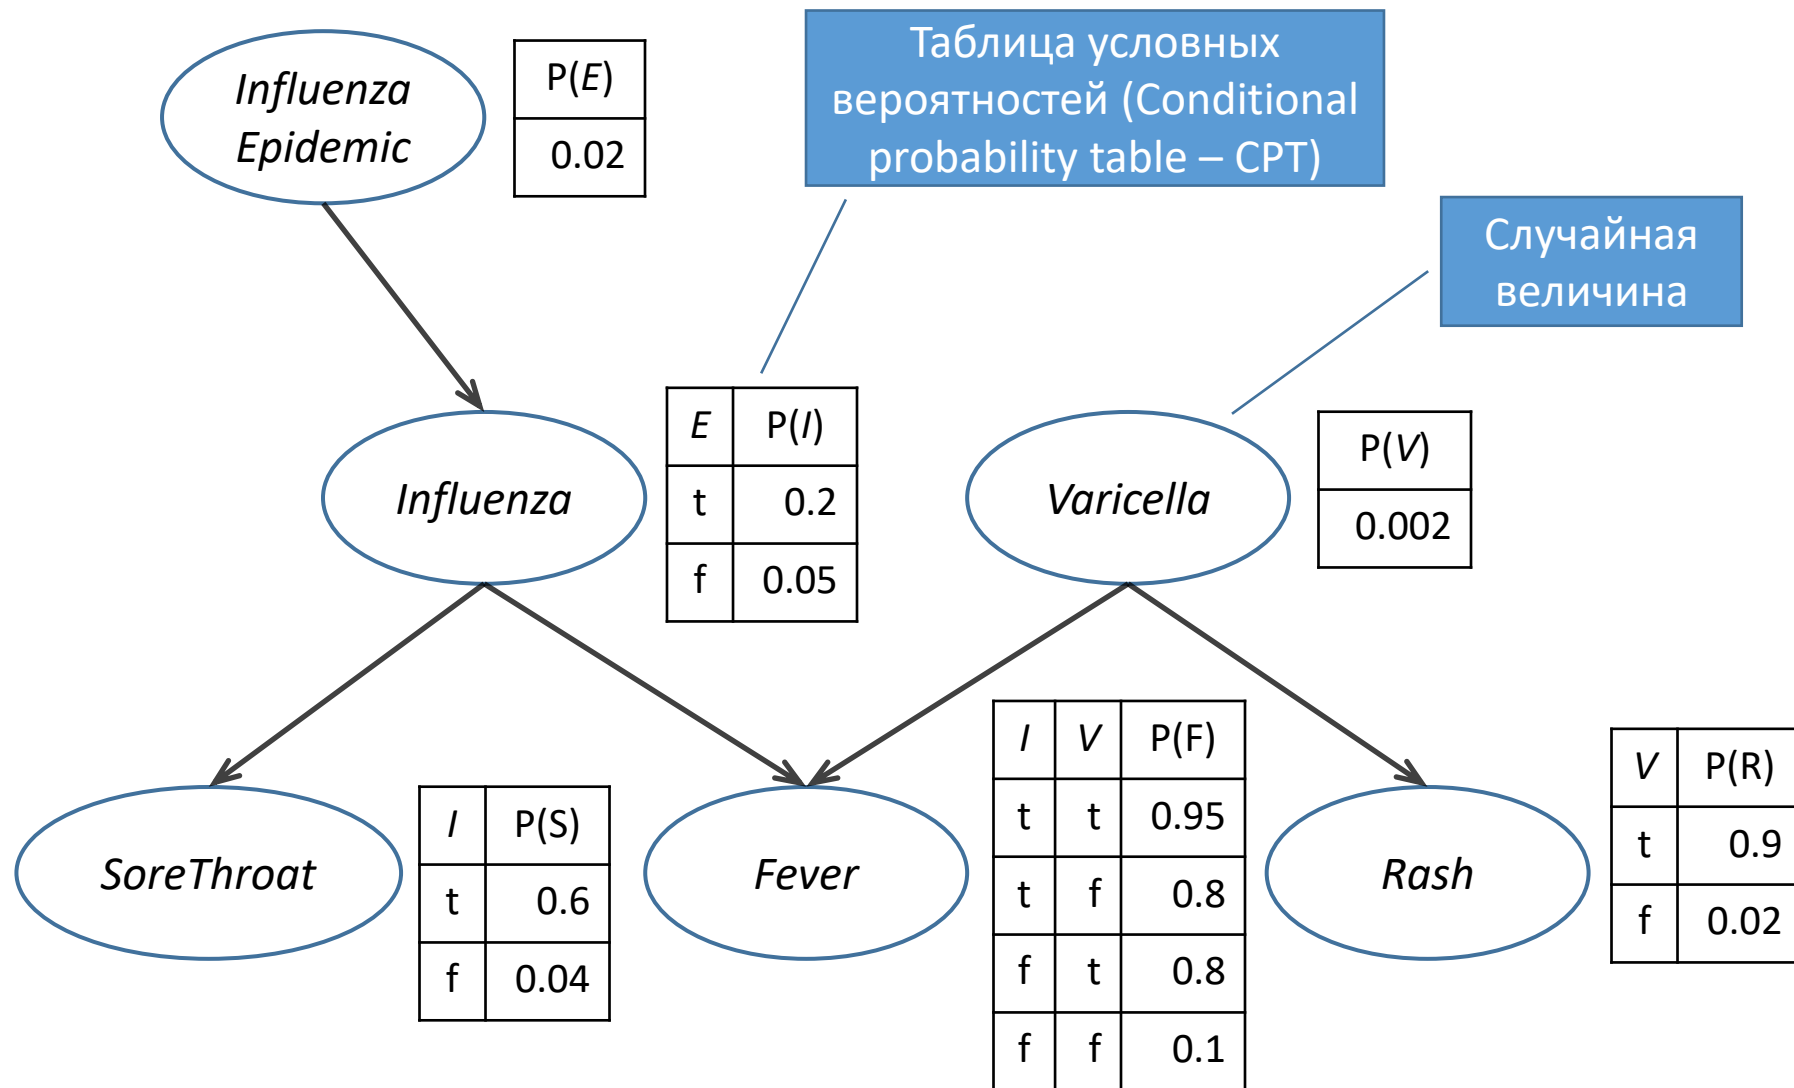 Influenza
Epidemic
P(E)
0.02
Таблица условных
вероятностей (Conditional
probability table – CPT)
Случайная
величина
Influenza
E P(I)
t 0.2
f 0.05
Varicella
P(V)
0.002
SoreThroat
I P(S)
t 0.6
f 0.04
Fever
I V P(F)
t t 0.95
t f 0.8
f t 0.8
f f 0.1
Rash
V P(R)
t 0.9
f 0.02